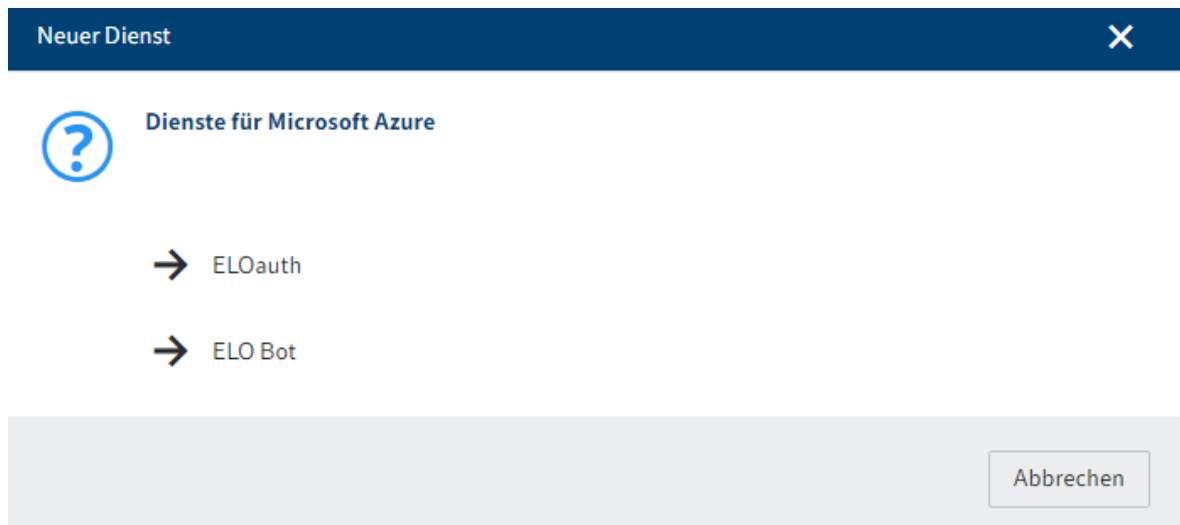 Neuer Dienst
Dienste für Microsoft Azure
ELOauth
ELO Bot
Abbrechen